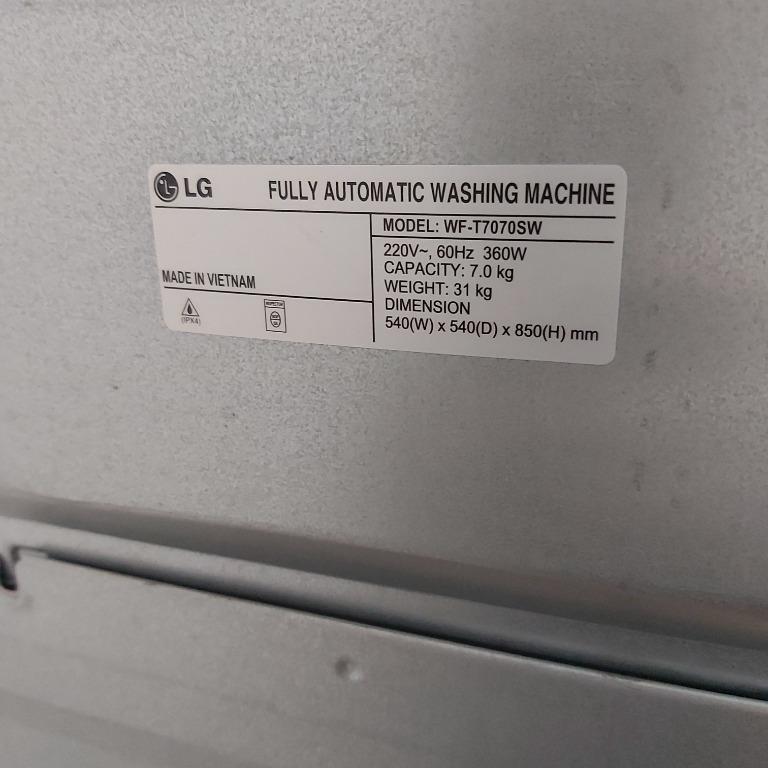 LG FULLY AUTOMATIC WASHING MACHINE
MODEL: WF-T7070SW
220V~, 60Hz 360W
CAPACITY: 7.0 kg
WEIGHT: 31 kg
DIMENSION
540(W) x 540(D) x 850(H) mm
MADE IN VIETNAM
(IPX4)
INSPECTION